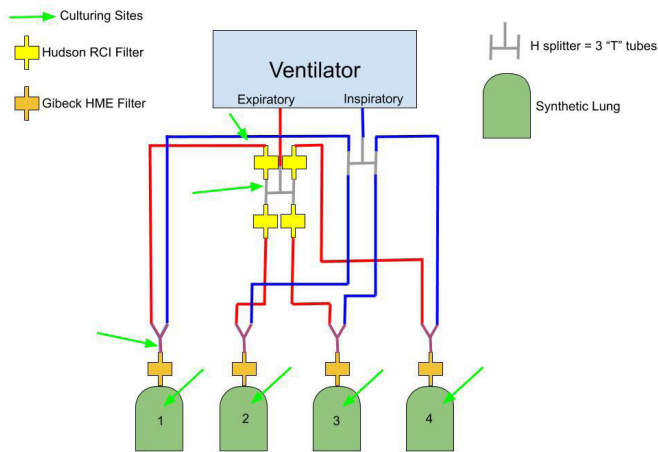 Culturing Sites
Hudson RCI Filter
Gibeck HME Filter
Ventilator
Expiratory
Inspiratory
H splitter = 3 “T” tubes
Synthetic Lung
1
2
3
4